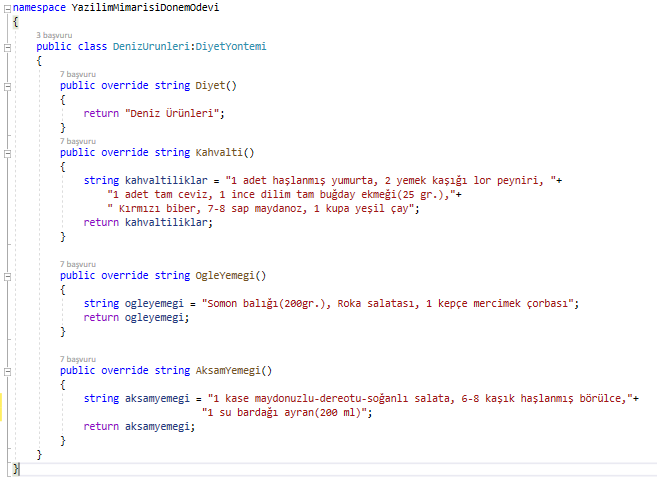 namespace YazilimMimarisiDonemOdevi
{
3 başvuru
public class DenizUrunleri:DiyetYontemi
{
7 başvuru
public override string Diyet()
{
return "Deniz Ürünleri";
}
7 başvuru
public override string Kahvalti()
{
string kahvaltiliklar = "1 adet haşlanmış yumurta, 2 yemek kaşığı lor peyniri, "+
"1 adet tam ceviz, 1 ince dilim tam buğday ekmeği(25 gr.),"+
" Kırmızı biber, 7-8 sap maydanoz, 1 kupa yeşil çay";
return kahvaltiliklar;
}
7 başvuru
public override string OgleYemegi()
{
string ogleyemegi = "Somon balığı(200gr.), Roka salatası, 1 kepçe mercimek çorbası";
return ogleyemegi;
}
7 başvuru
public override string AksamYemegi()
{
string aksamyemegi = "1 kase maydonuzlu-dereotu-soğanlı salata, 6-8 kaşık haşlanmış börülce,"+
"1 su bardağı ayran(200 ml)";
return aksamyemegi;
}
}
}